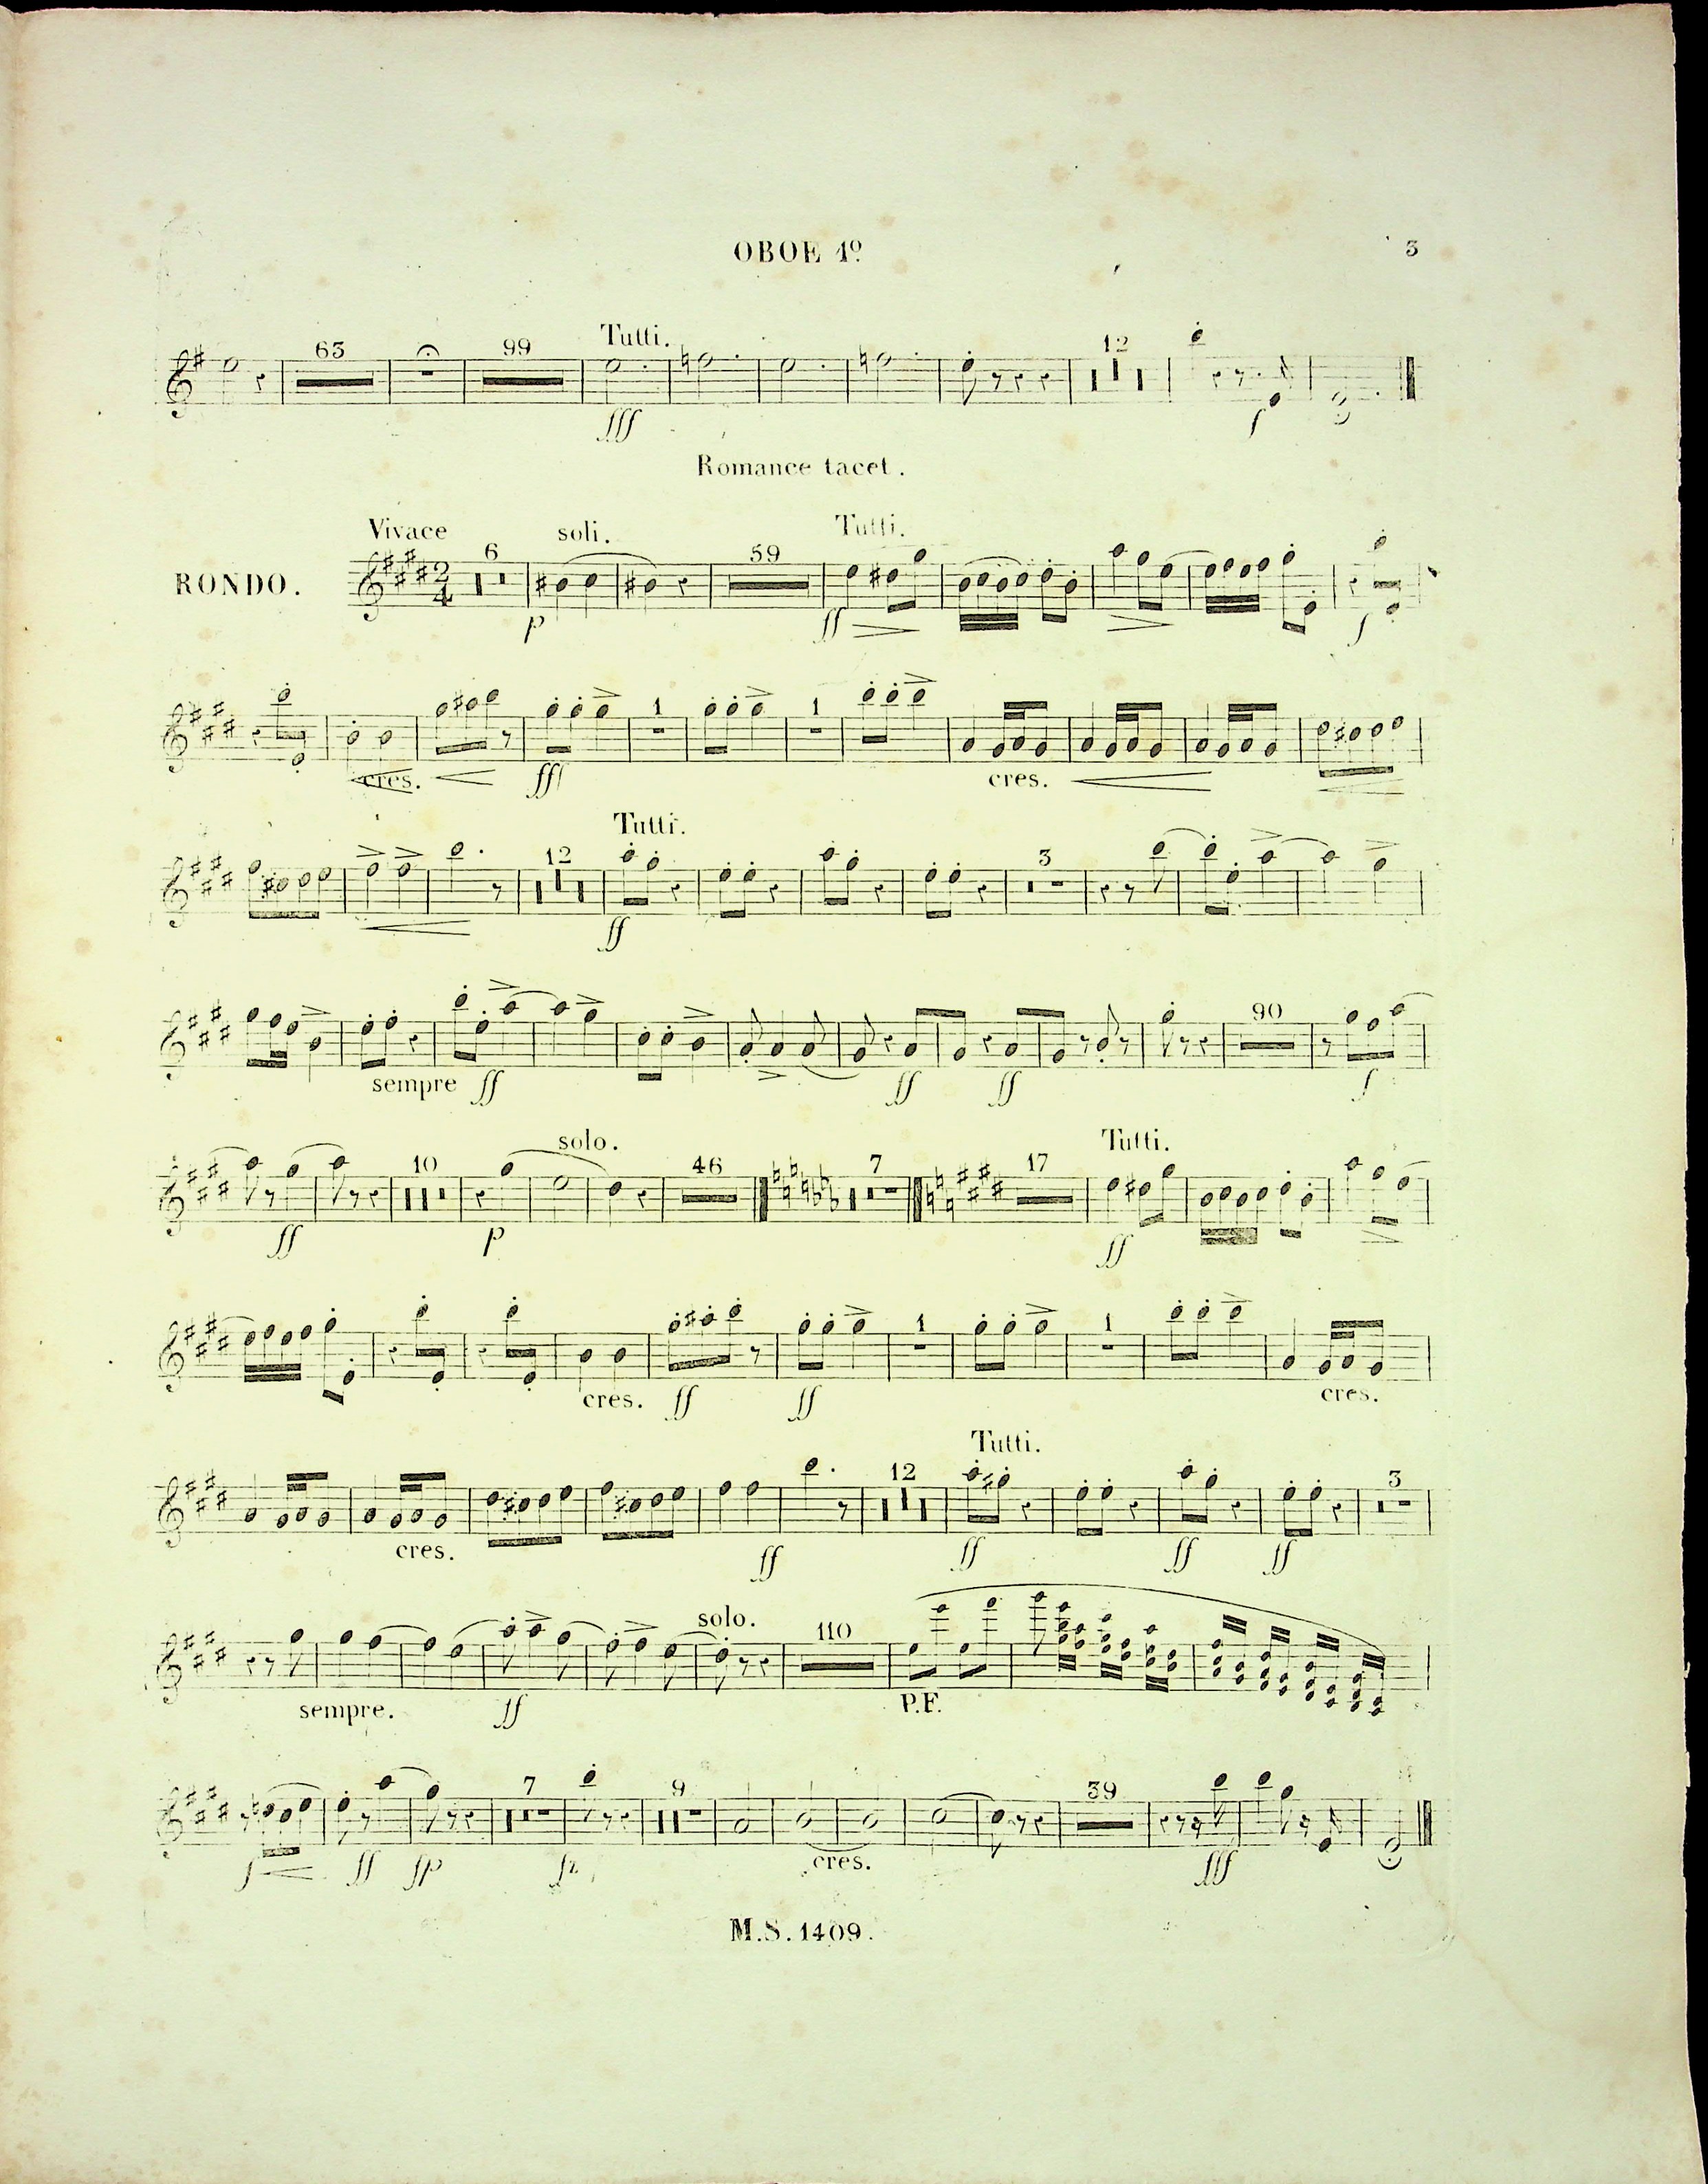 OBOE 1º 3
63 99 Tutti. 12
fff f
Romance tacet.
Vivace 6 soli. 59 Tutti.
RONDO. 2/4
p ff f
1 1
cres. ff cres.
12 Tutti. 3
ff
90
sempre ff ff ff f
10 solo. 46 7 17 Tutti.
ff p ff
1 1
cres. ff ff cres.
12 Tutti. 3
cres. ff ff ff ff
solo. 110
sempre. ff P.F.
7 9 39
f ff fp fz cres. fff
M.S. 1409.